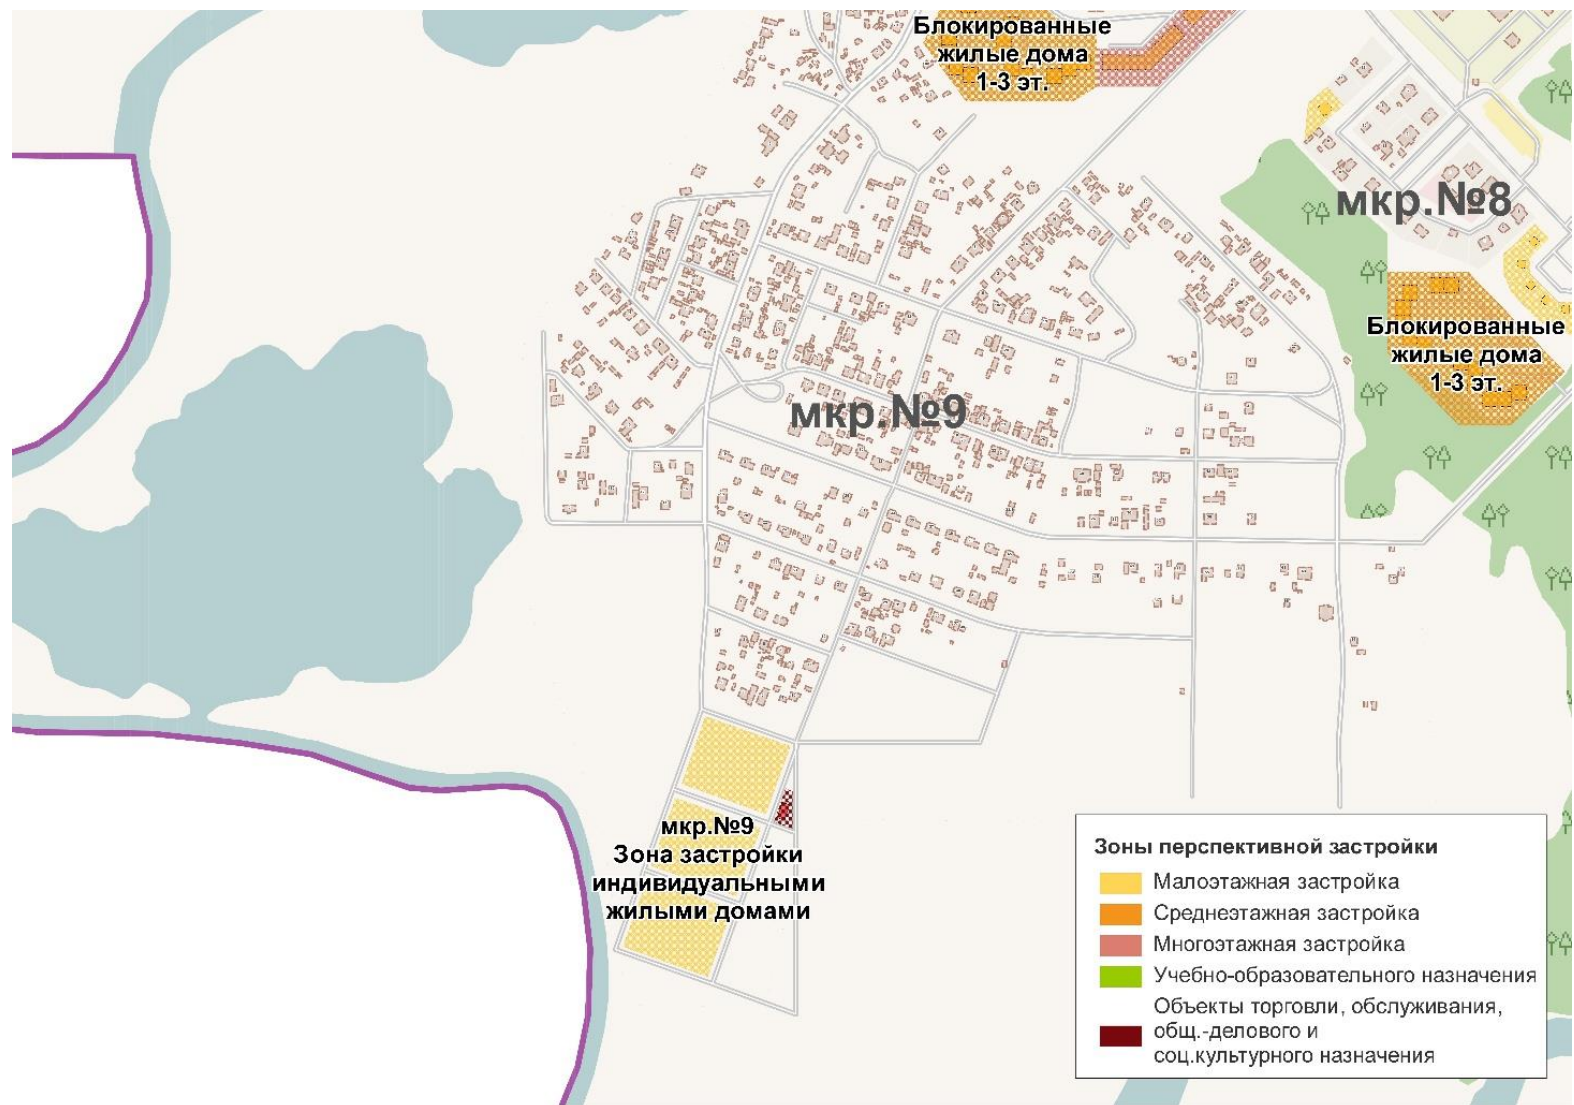 Блокированные
жилые дома
1-3 эт.
мкр.№8
Блокированные
жилые дома
1-3 эт.
мкр.№9
мкр.№9
Зона застройки
индивидуальными
жилыми домами
Зоны перспективной застройки
Малоэтажная застройка
Среднеэтажная застройка
Многоэтажная застройка
Учебно-образовательного назначения
Объекты торговли, обслуживания,
общ.-делового и
соц.культурного назначения